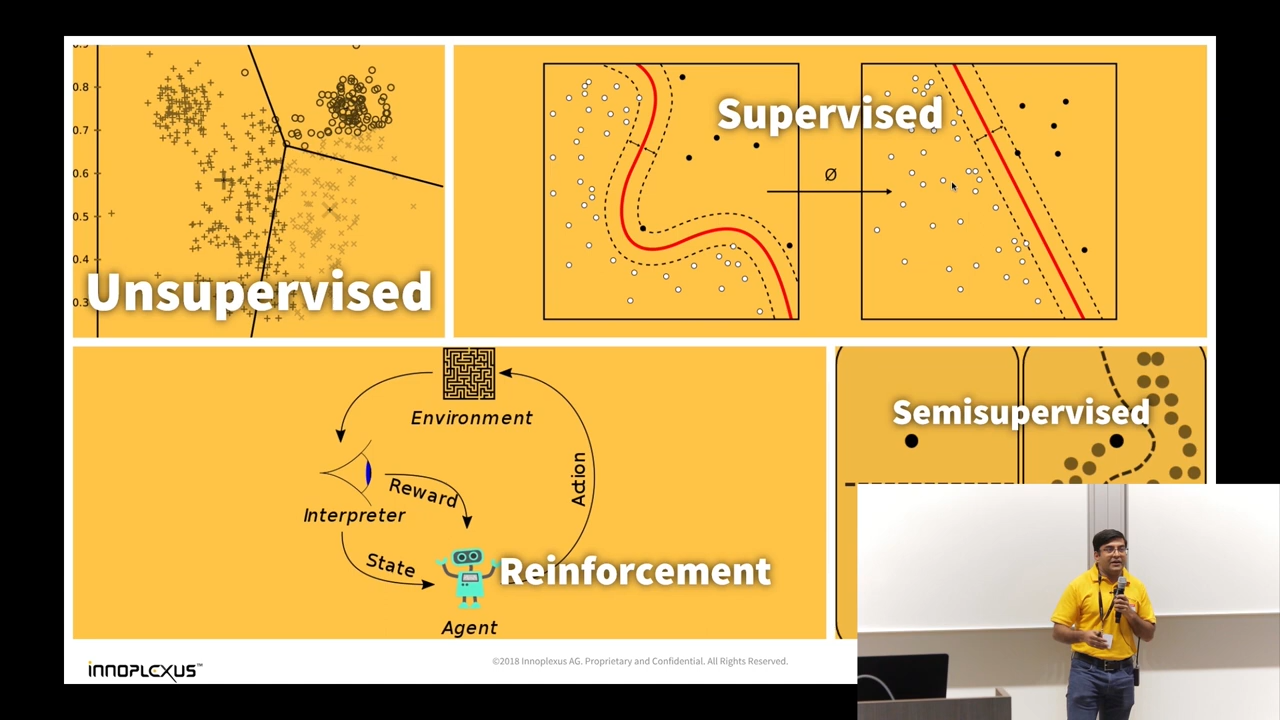 0.8
0.7
0.6
0.5
0.4
0.3
Unsupervised
Supervised
Ø
Environment
Reward
Interpreter
Action
State
Reinforcement
Agent
Semisupervised
INNOPLEXUS™
©2018 Innoplexus AG. Proprietary and Confidential. All Rights Reserved.